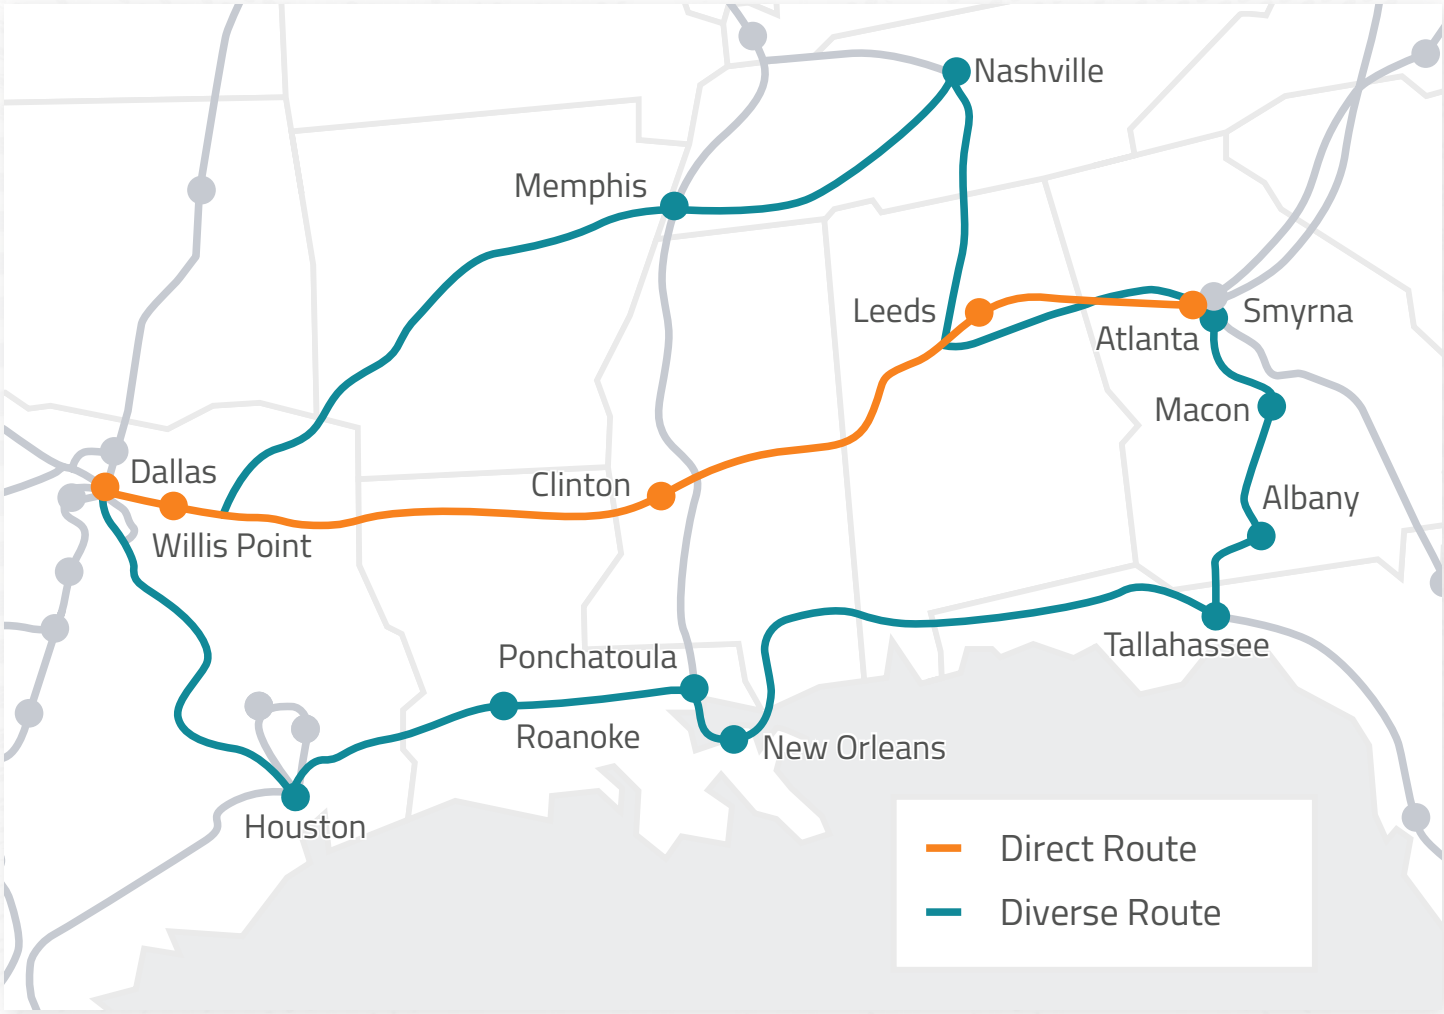 Nashville
Memphis
Leeds
Smyrna
Atlanta
Macon
Dallas
Clinton
Albany
Willis Point
Tallahassee
Ponchatoula
Roanoke
New Orleans
Houston
Direct Route
Diverse Route